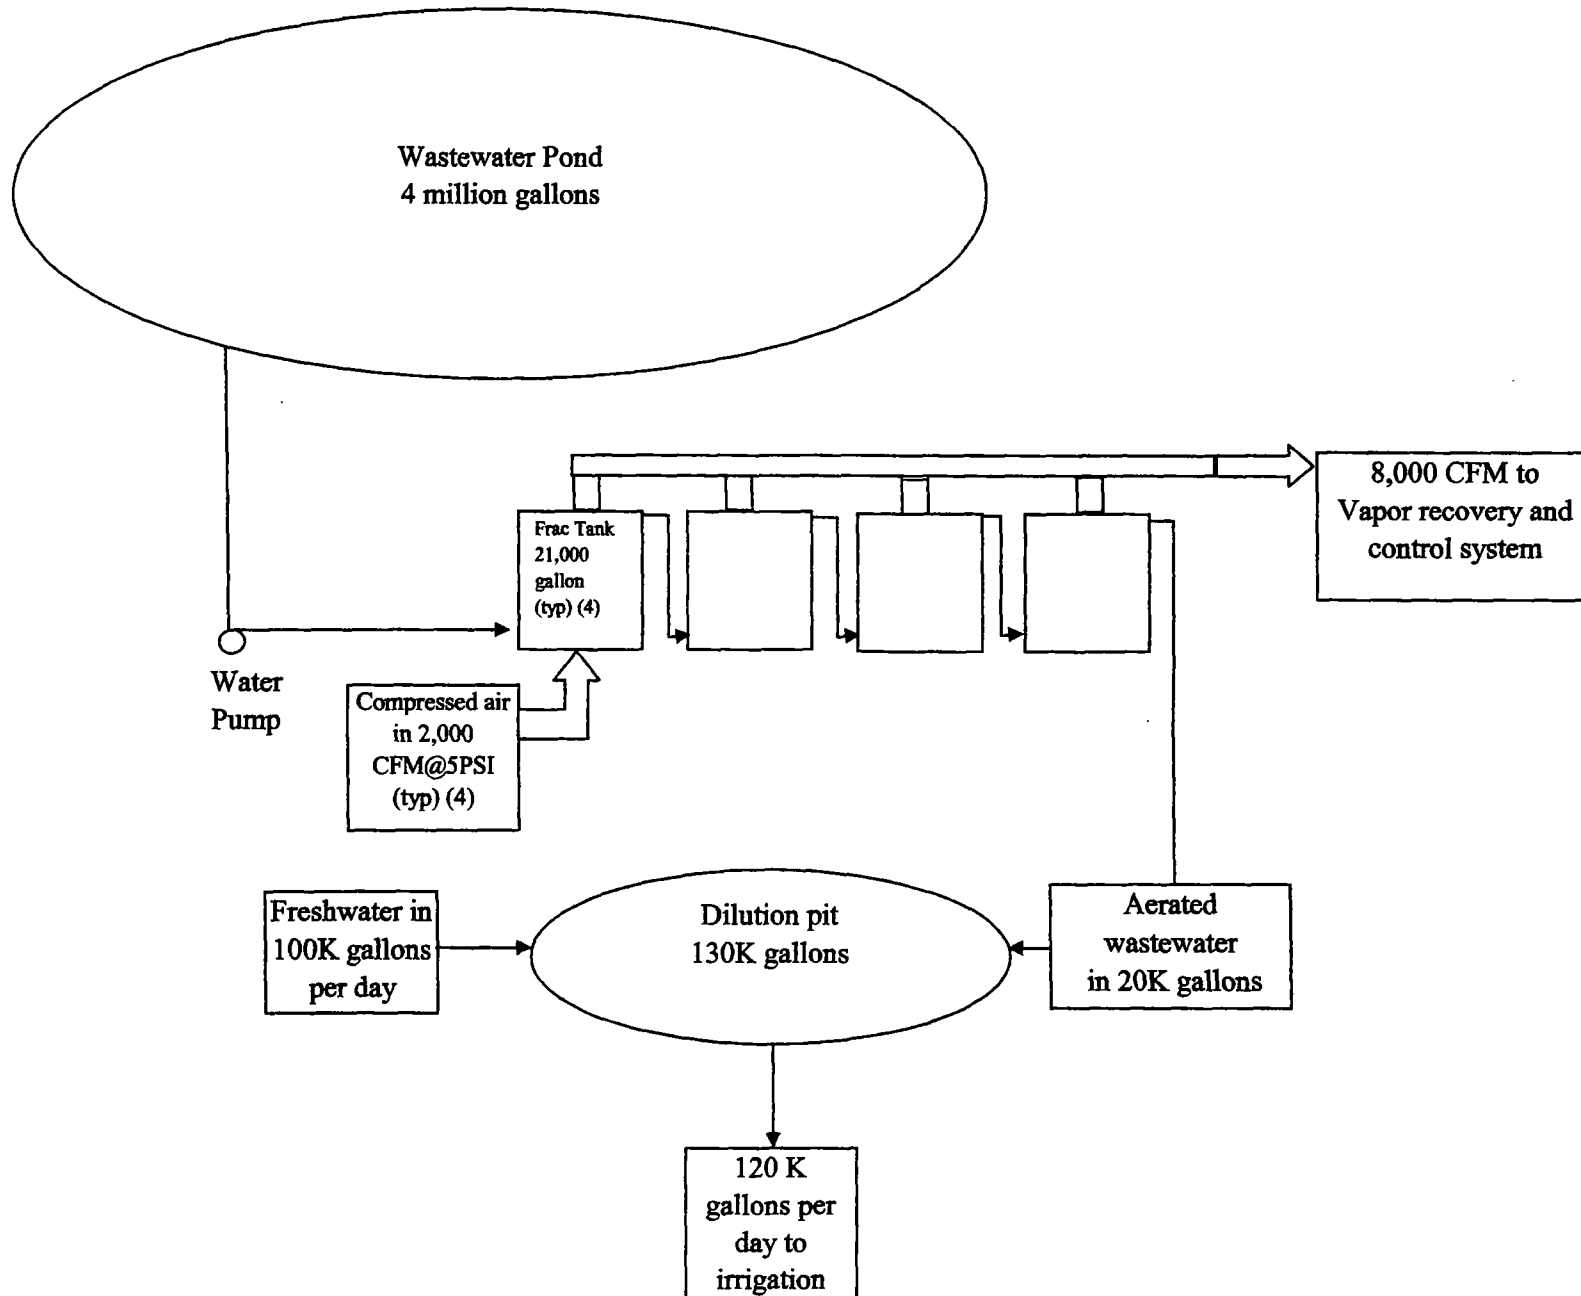 Wastewater Pond
4 million gallons
8,000 CFM to
Vapor recovery and
control system
Frac Tank
21,000
gallon
(typ) (4)
Water
Pump
Compressed air
in 2,000
CFM@5PSI
(typ) (4)
Freshwater in
100K gallons
per day
Dilution pit
130K gallons
Aerated
wastewater
in 20K gallons
120 K
gallons per
day to
irrigation